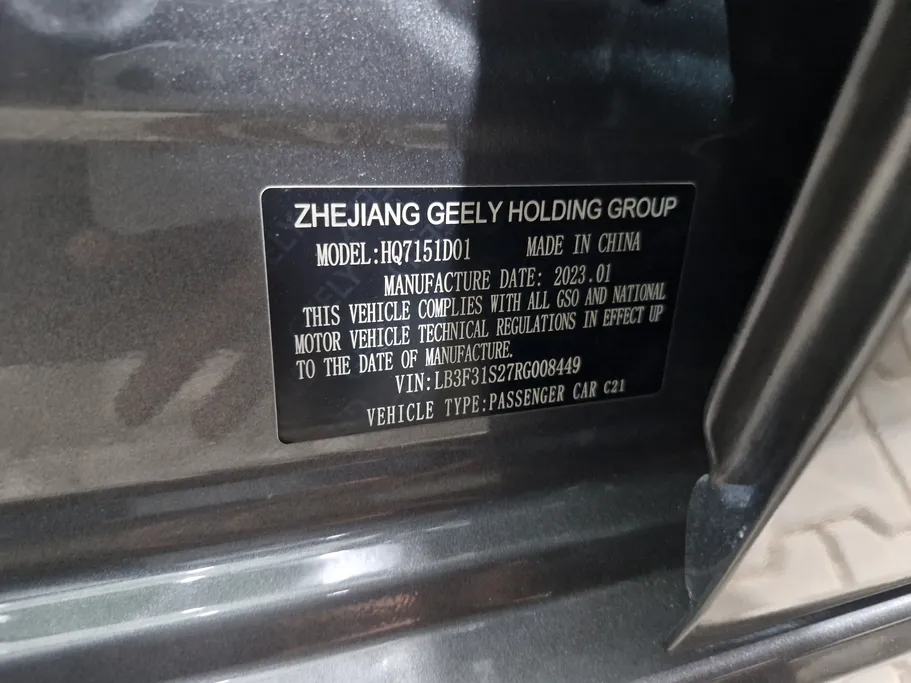 ZHEJIANG GEELY HOLDING GROUP
MODEL:HQ7151D01 MADE IN CHINA
MANUFACTURE DATE: 2023.01
THIS VEHICLE COMPLIES WITH ALL GSO AND NATIONAL
MOTOR VEHICLE TECHNICAL REGULATIONS IN EFFECT UP
TO THE DATE OF MANUFACTURE.
VIN:LB3F31S27RG008449
VEHICLE TYPE:PASSENGER CAR C21